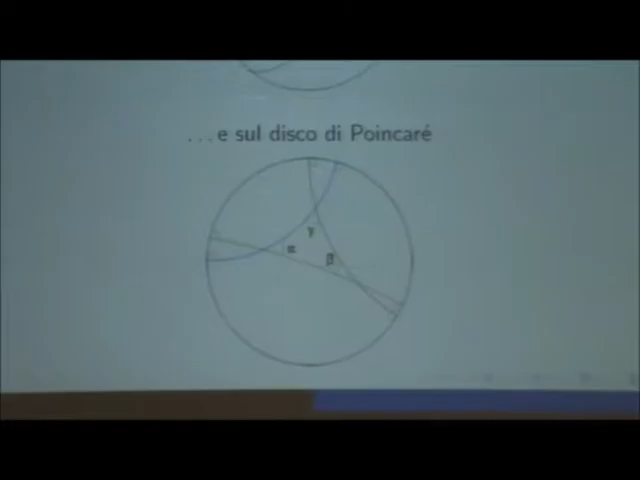 ...e sul disco di Poincaré
γ
α
β